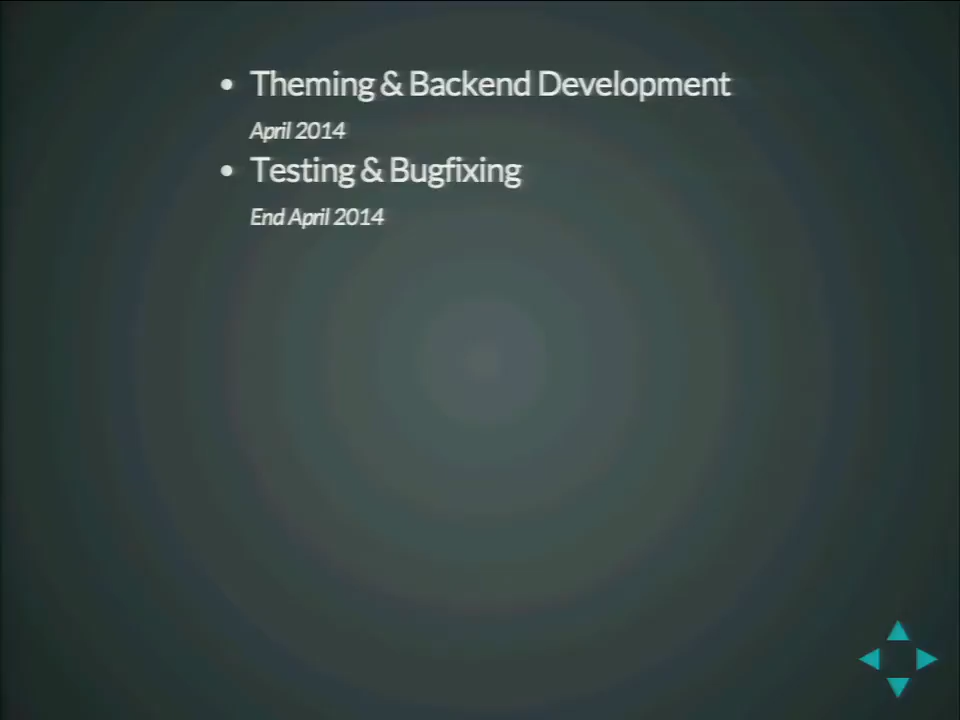 • Theming & Backend Development
April 2014
• Testing & Bugfixing
End April 2014